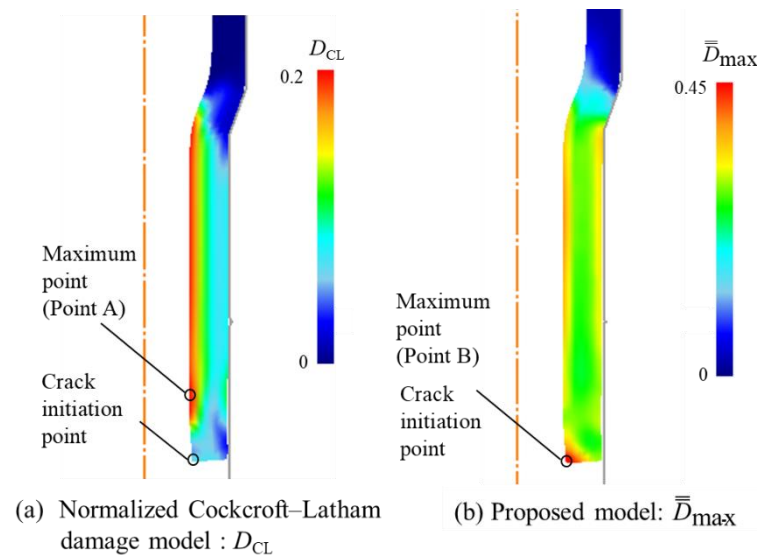 D_CL
0.2
Maximum
point
(Point A)
0
Crack
initiation
point
(a) Normalized Cockcroft–Latham
damage model : D_CL
D̿max
0.45
Maximum
point
(Point B)
0
Crack
initiation
point
(b) Proposed model: D̿max